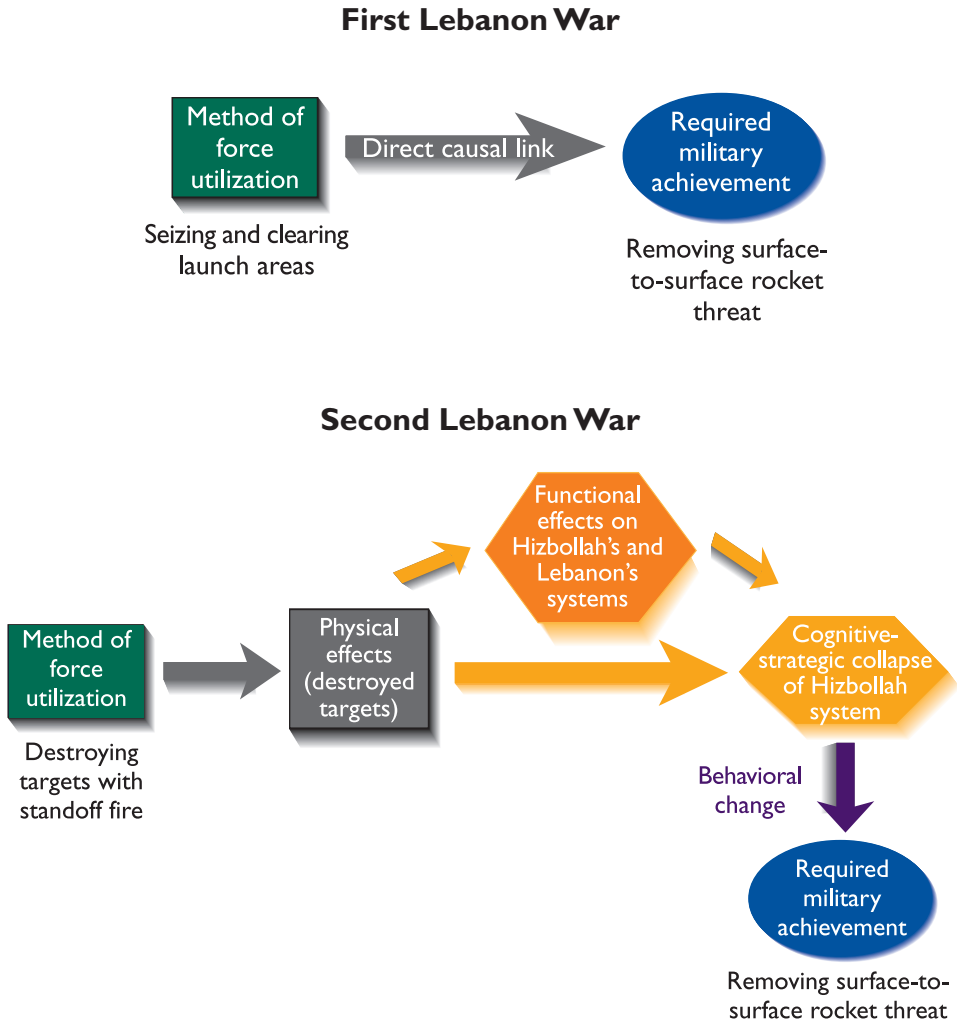 First Lebanon War
Method of
force
utilization
Direct causal link
Required
military
achievement
Seizing and clearing
launch areas
Removing surface-
to-surface rocket
threat
Second Lebanon War
Functional
effects on
Hizbollah's and
Lebanon's
systems
Method of
force
utilization
Physical
effects
(destroyed
targets)
Cognitive-
strategic collapse
of Hizbollah
system
Destroying
targets with
standoff fire
Behavioral
change
Required
military
achievement
Removing surface-to-
surface rocket threat